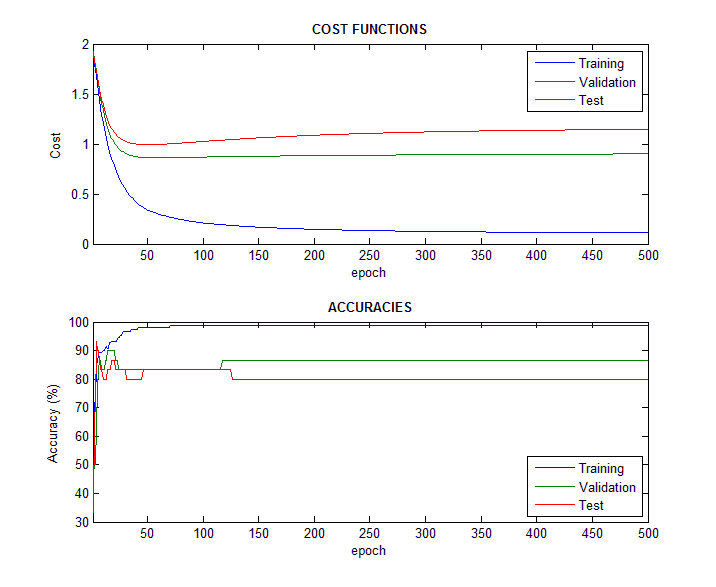 COST FUNCTIONS
2
1.5
1
0.5
0
Cost
Training
Validation
Test
50 100 150 200 250 300 350 400 450 500
epoch
ACCURACIES
100
90
80
70
60
50
40
30
Accuracy (%)
Training
Validation
Test
50 100 150 200 250 300 350 400 450 500
epoch